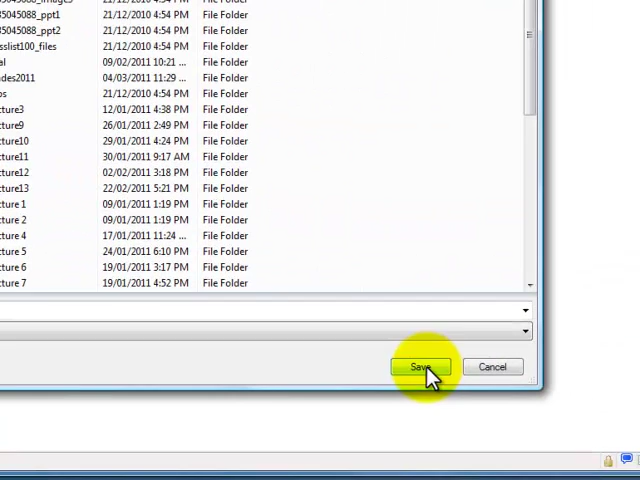 35045088_images 21/12/2010 4:54 PM File Folder
35045088_ppt1 21/12/2010 4:54 PM File Folder
35045088_ppt2 21/12/2010 4:54 PM File Folder
sslist100_files 21/12/2010 4:54 PM File Folder
al 09/02/2011 10:21 ... File Folder
ades2011 04/03/2011 11:29 ... File Folder
os 21/12/2010 4:54 PM File Folder
cture3 12/01/2011 4:38 PM File Folder
cture9 26/01/2011 2:49 PM File Folder
cture10 29/01/2011 4:24 PM File Folder
cture11 30/01/2011 9:17 AM File Folder
cture12 02/02/2011 3:18 PM File Folder
cture13 22/02/2011 5:21 PM File Folder
cture 1 09/01/2011 1:19 PM File Folder
cture 2 09/01/2011 1:19 PM File Folder
cture 4 17/01/2011 11:24 ... File Folder
cture 5 24/01/2011 6:10 PM File Folder
cture 6 19/01/2011 3:17 PM File Folder
cture 7 19/01/2011 4:52 PM File Folder
Save Cancel